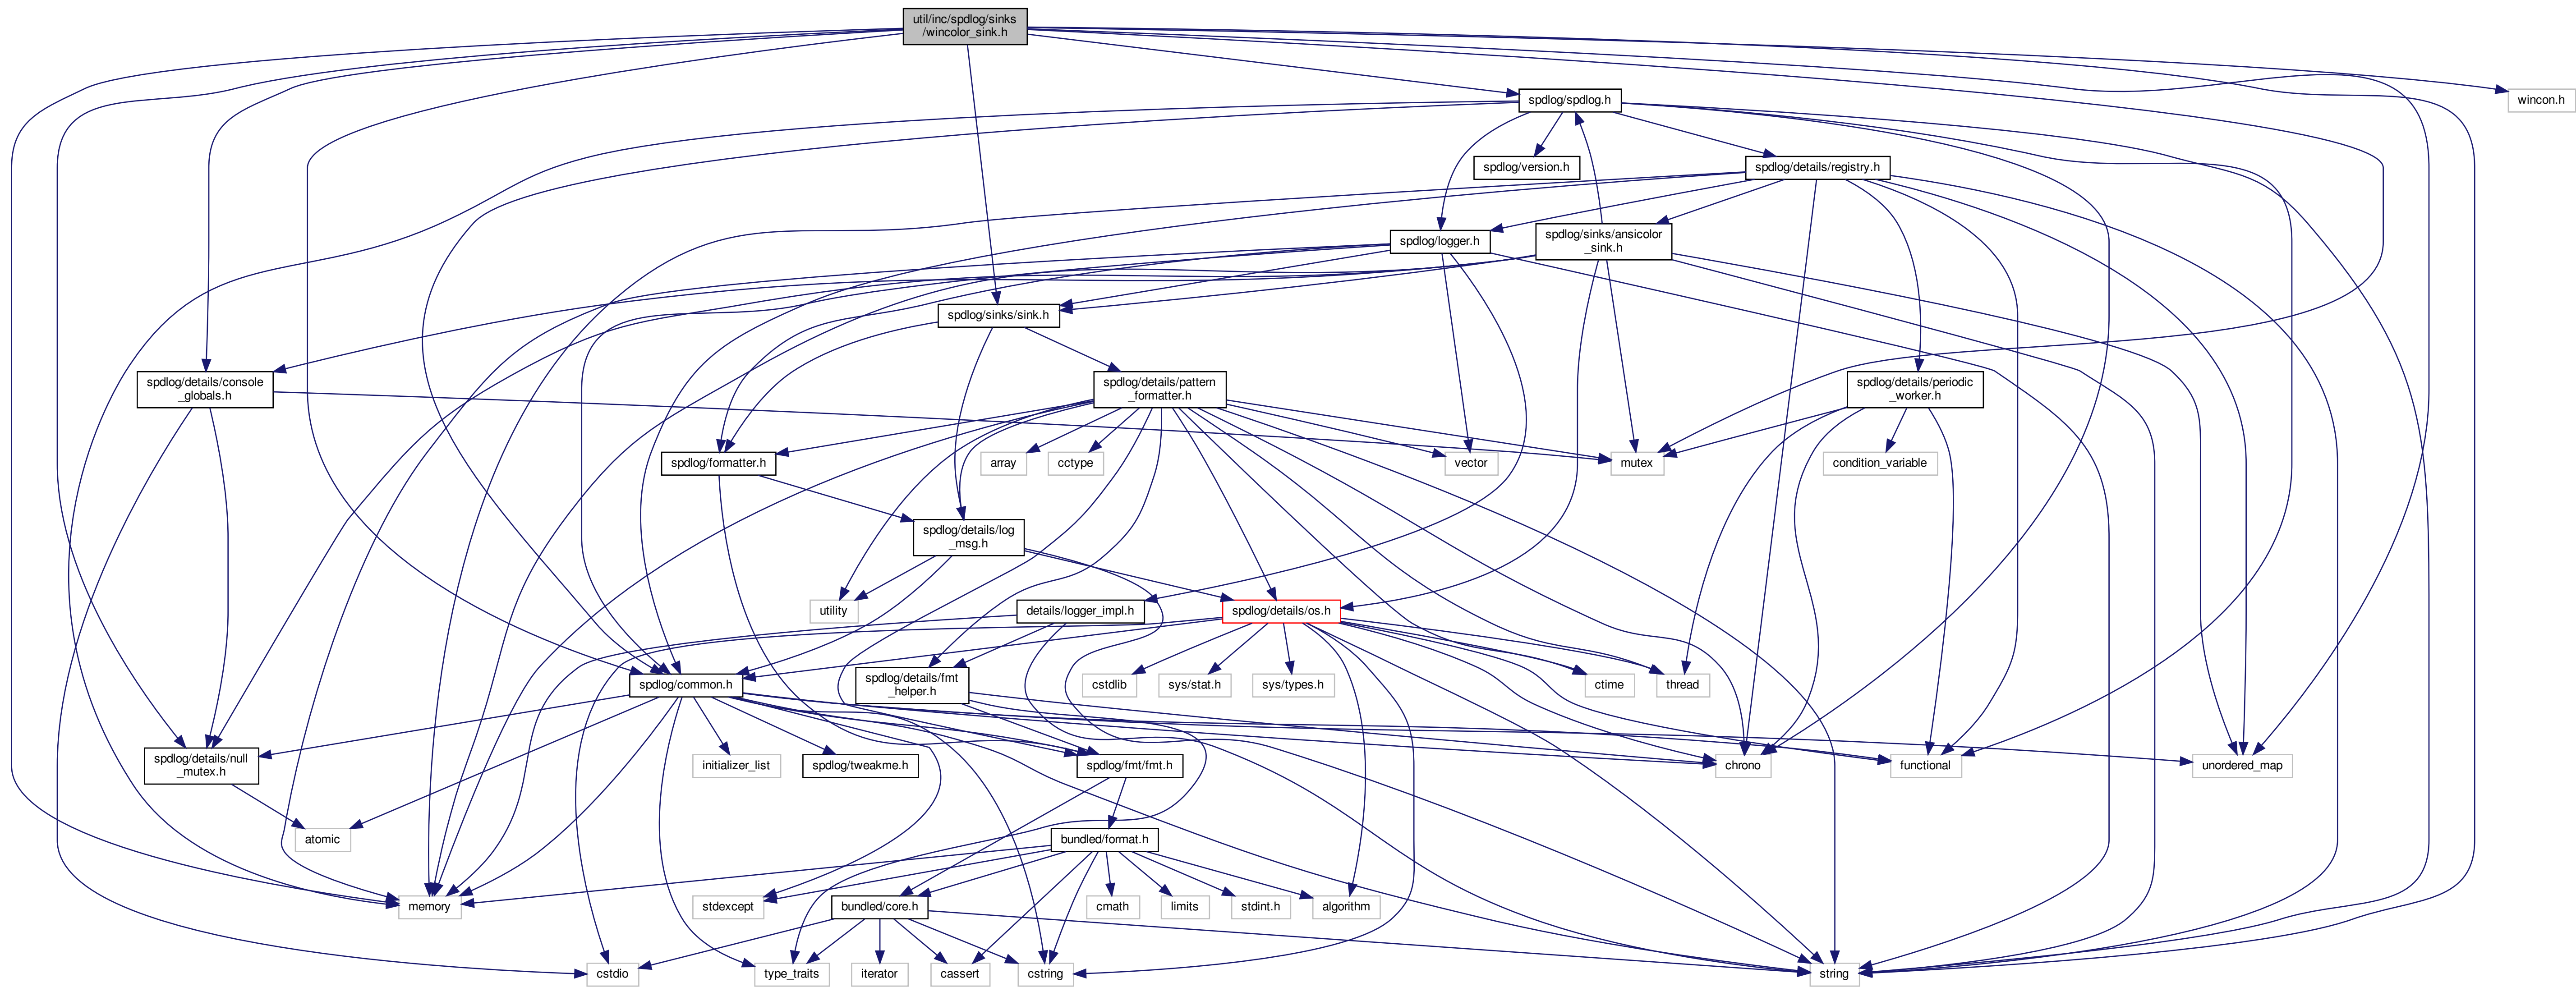 util/inc/spdlog/sinks
/wincolor_sink.h
spdlog/spdlog.h
wincon.h
spdlog/version.h
spdlog/details/registry.h
spdlog/logger.h
spdlog/sinks/ansicolor
_sink.h
spdlog/sinks/sink.h
spdlog/details/console
_globals.h
spdlog/details/pattern
_formatter.h
spdlog/details/periodic
_worker.h
spdlog/formatter.h
array
cctype
vector
mutex
condition_variable
spdlog/details/log
_msg.h
utility
details/logger_impl.h
spdlog/details/os.h
spdlog/common.h
spdlog/details/fmt
_helper.h
cstdlib
sys/stat.h
sys/types.h
ctime
thread
spdlog/details/null
_mutex.h
initializer_list
spdlog/tweakme.h
spdlog/fmt/fmt.h
chrono
functional
unordered_map
atomic
bundled/format.h
memory
stdexcept
bundled/core.h
cmath
limits
stdint.h
algorithm
cstdio
type_traits
iterator
cassert
cstring
string